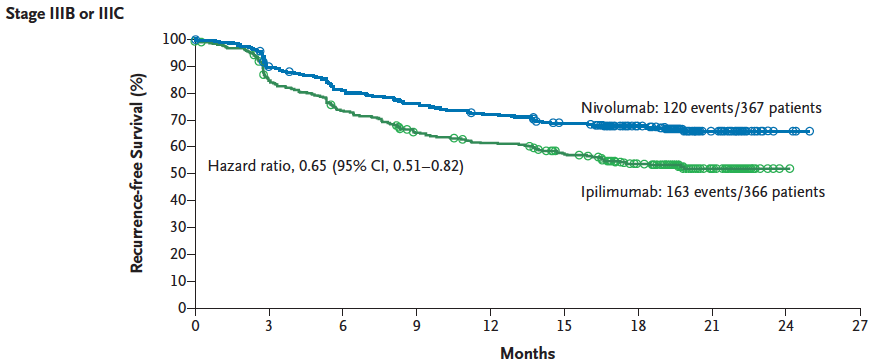 Stage IIIB or IIIC
Recurrence-free Survival (%)
100
90
80
70
60
50
40
30
20
10
0
Nivolumab: 120 events/367 patients
Hazard ratio, 0.65 (95% CI, 0.51–0.82)
Ipilimumab: 163 events/366 patients
0 3 6 9 12 15 18 21 24 27
Months